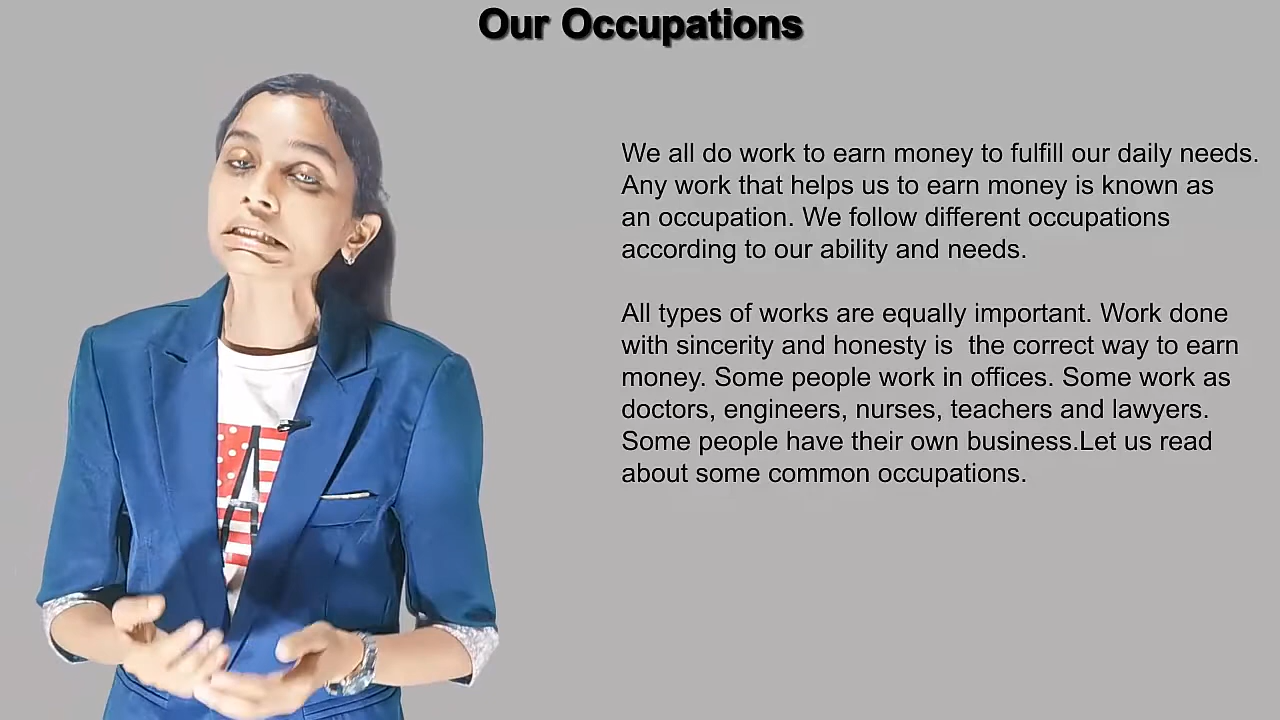 Our Occupations
We all do work to earn money to fulfill our daily needs.
Any work that helps us to earn money is known as
an occupation. We follow different occupations
according to our ability and needs.
All types of works are equally important. Work done
with sincerity and honesty is  the correct way to earn
money. Some people work in offices. Some work as
doctors, engineers, nurses, teachers and lawyers.
Some people have their own business.Let us read
about some common occupations.